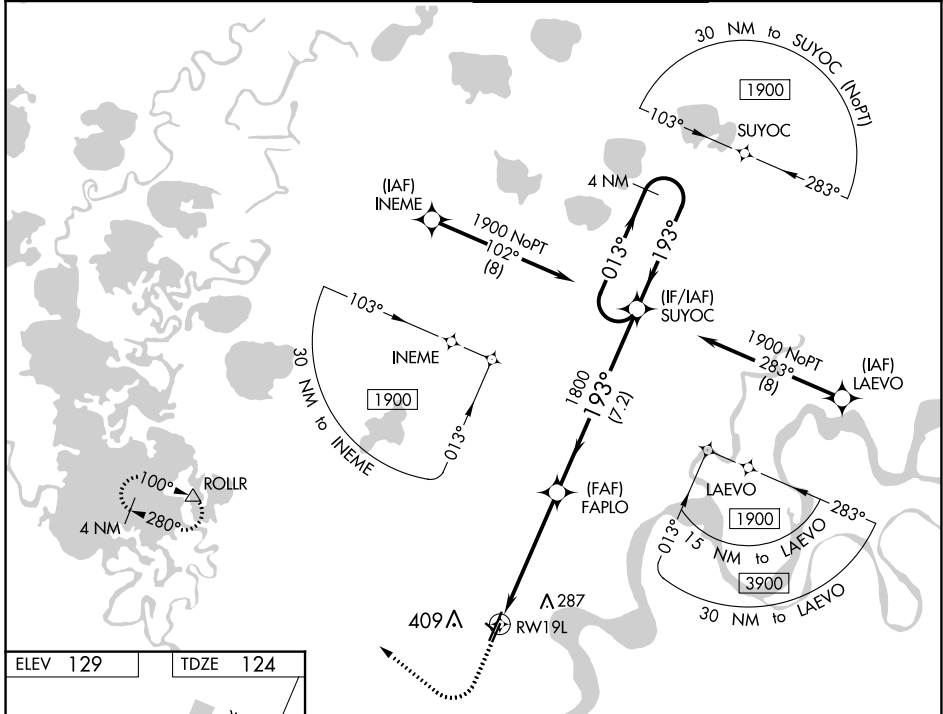 30 NM to SUYOC (NoPT)
1900
103°
SUYOC
283°
4 NM
(IAF)
INEME
1900 NoPT
102°
(8)
013°
193°
(IF/IAF)
SUYOC
103°
INEME
1900
013°
30 NM to INEME
1900 NoPT
283°
(8)
(IAF)
LAEVO
1800
193°
(7.2)
100°
ROLLR
280°
4 NM
(FAF)
FAPLO
LAEVO
283°
1900
013°
15 NM to LAEVO
3900
30 NM to LAEVO
409
287
RW19L
ELEV 129
TDZE 124